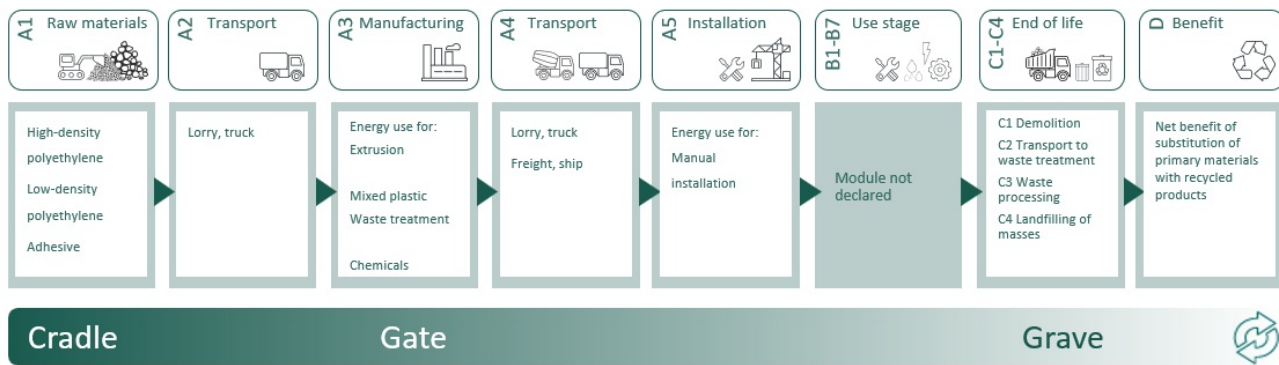 A1 Raw materials
A2 Transport
A3 Manufacturing
A4 Transport
A5 Installation
B1-B7 Use stage
C1-C4 End of life
D Benefit
High-density
polyethylene
Low-density
polyethylene
Adhesive
Lorry, truck
Energy use for:
Extrusion
Mixed plastic
Waste treatment
Chemicals
Lorry, truck
Freight, ship
Energy use for:
Manual
installation
Module not
declared
C1 Demolition
C2 Transport to
waste treatment
C3 Waste
processing
C4 Landfilling of
masses
Net benefit of
substitution of
primary materials
with recycled
products
Cradle
Gate
Grave